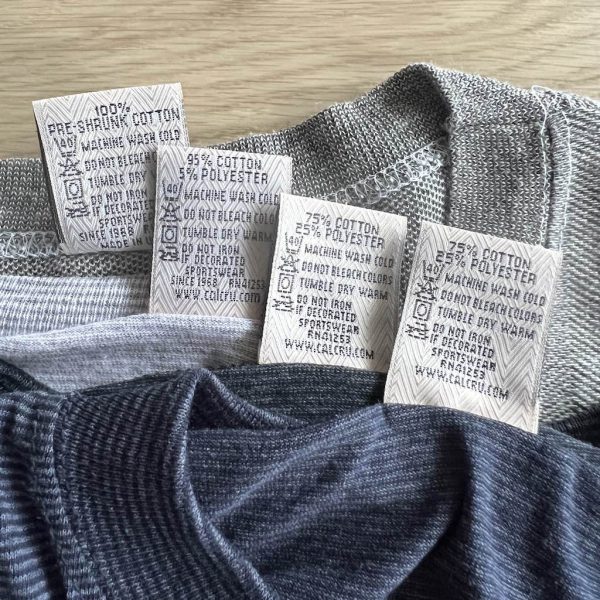 100%
PRE-SHRUNK COTTON
40 MACHINE WASH COLD
DO NOT BLEACH
TUMBLE DRY
DO NOT IRON
IF DECORATED
SPORTSWEAR
SINCE 1968
MADE IN
95% COTTON
5% POLYESTER
40 MACHINE WASH COLD
DO NOT BLEACH COLORS
TUMBLE DRY WARM
DO NOT IRON
IF DECORATED
SPORTSWEAR
SINCE 1968 RN41253
www.CALCRU.COM
75% COTTON
25% POLYESTER
40 MACHINE WASH COLD
DO NOT BLEACH COLORS
TUMBLE DRY WARM
DO NOT IRON
IF DECORATED
SPORTSWEAR
RN41253
www.CALCRU.COM
75% COTTON
25% POLYESTER
40 MACHINE WASH COLD
DO NOT BLEACH COLORS
TUMBLE DRY WARM
DO NOT IRON
IF DECORATED
SPORTSWEAR
RN41253
www.CALCRU.COM